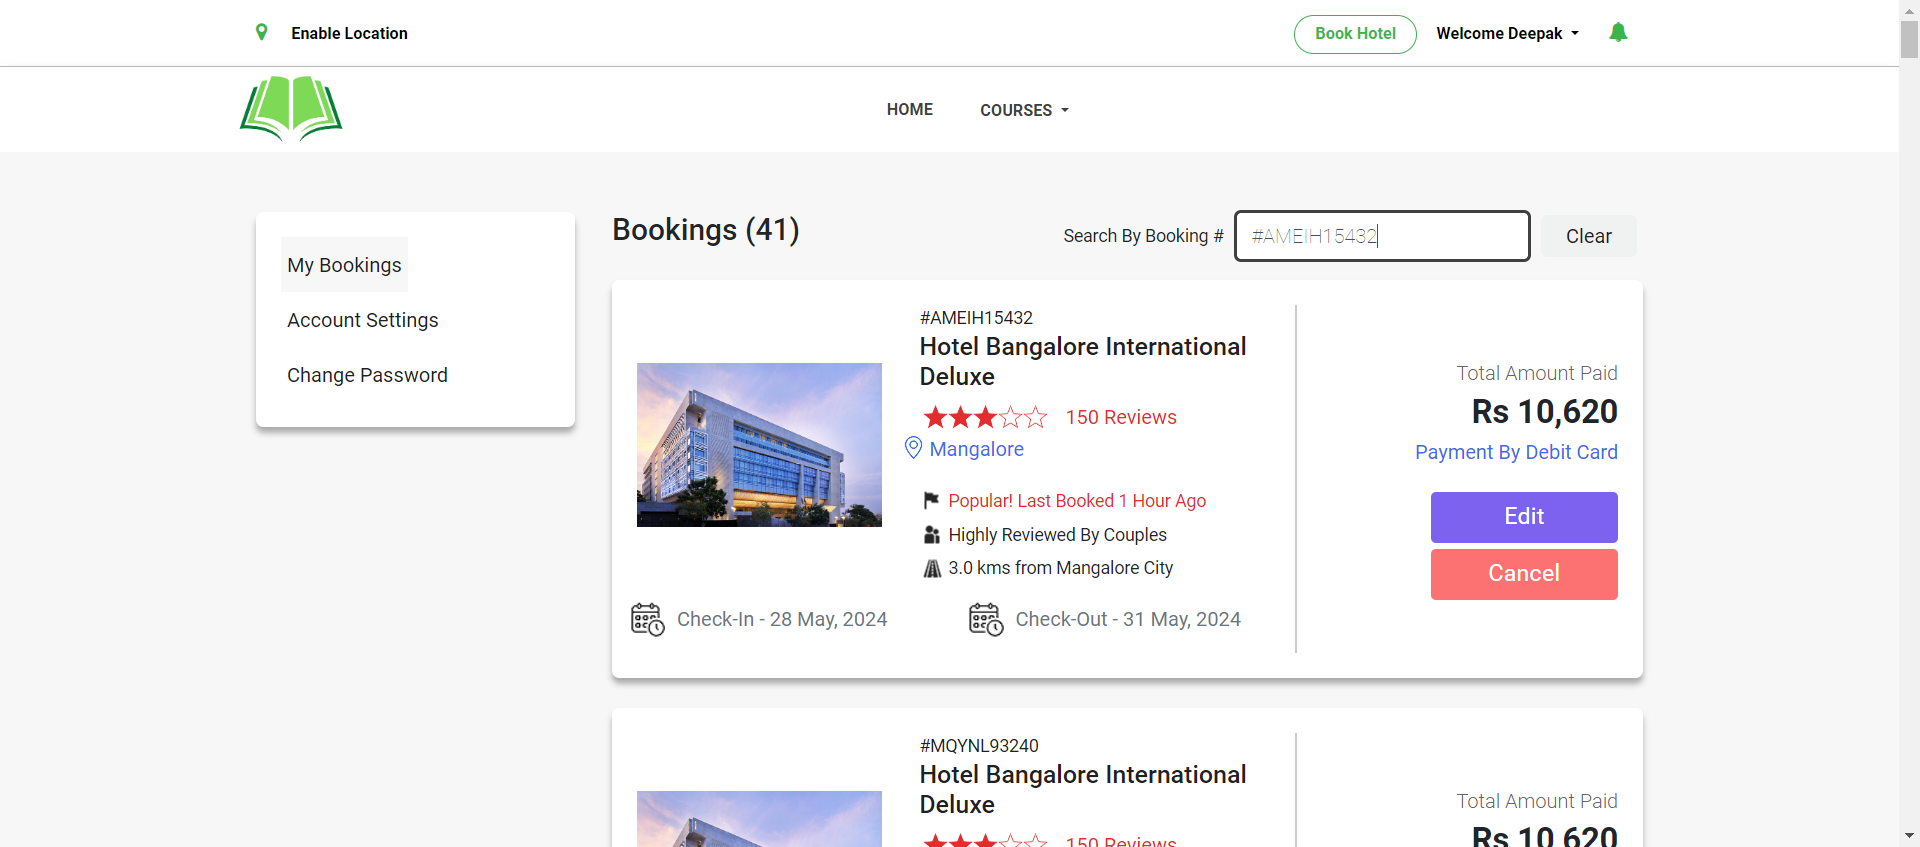 Enable Location
Book Hotel
Welcome Deepak
HOME
COURSES
My Bookings
Account Settings
Change Password
Bookings (41)
Search By Booking #
#AMEIH15432
Clear
#AMEIH15432
Hotel Bangalore International
Deluxe
150 Reviews
Mangalore
Popular! Last Booked 1 Hour Ago
Highly Reviewed By Couples
3.0 kms from Mangalore City
Check-In - 28 May, 2024
Check-Out - 31 May, 2024
Total Amount Paid
Rs 10,620
Payment By Debit Card
Edit
Cancel
#MQYNL93240
Hotel Bangalore International
Deluxe
150 Reviews
Total Amount Paid
Rs 10,620